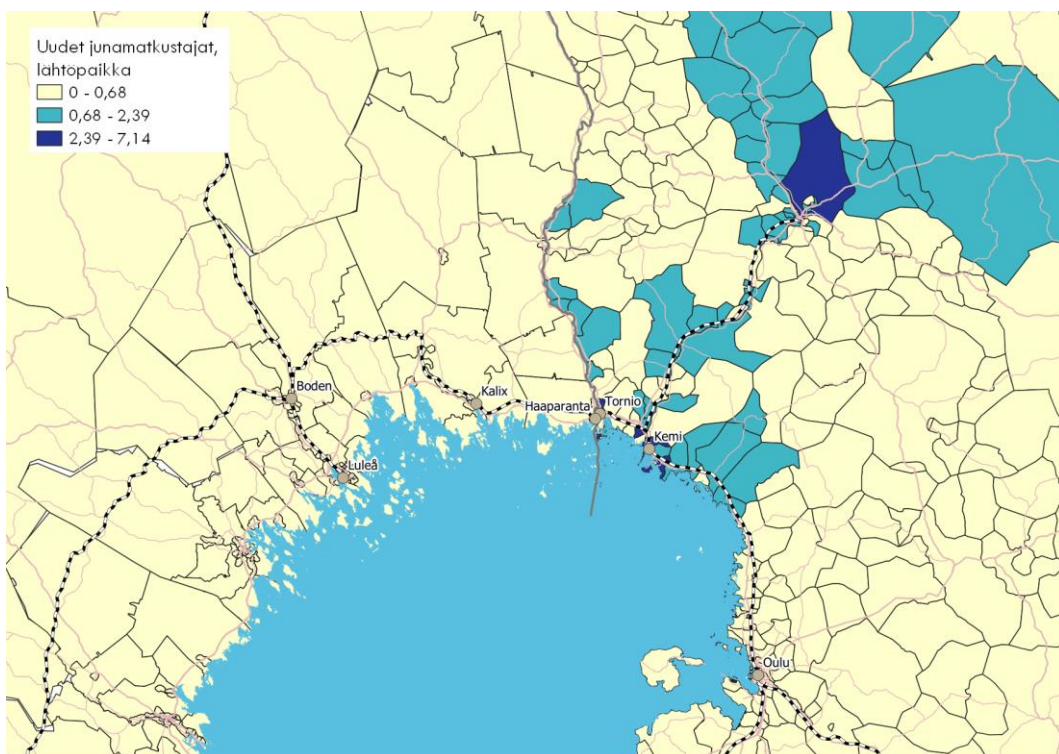 Uudet junamatkustajat,
lähtöpaikka
0 - 0,68
0,68 - 2,39
2,39 - 7,14
Boden
Kalix
Haaparanta
Tornio
Kemi
Luleå
Oulu